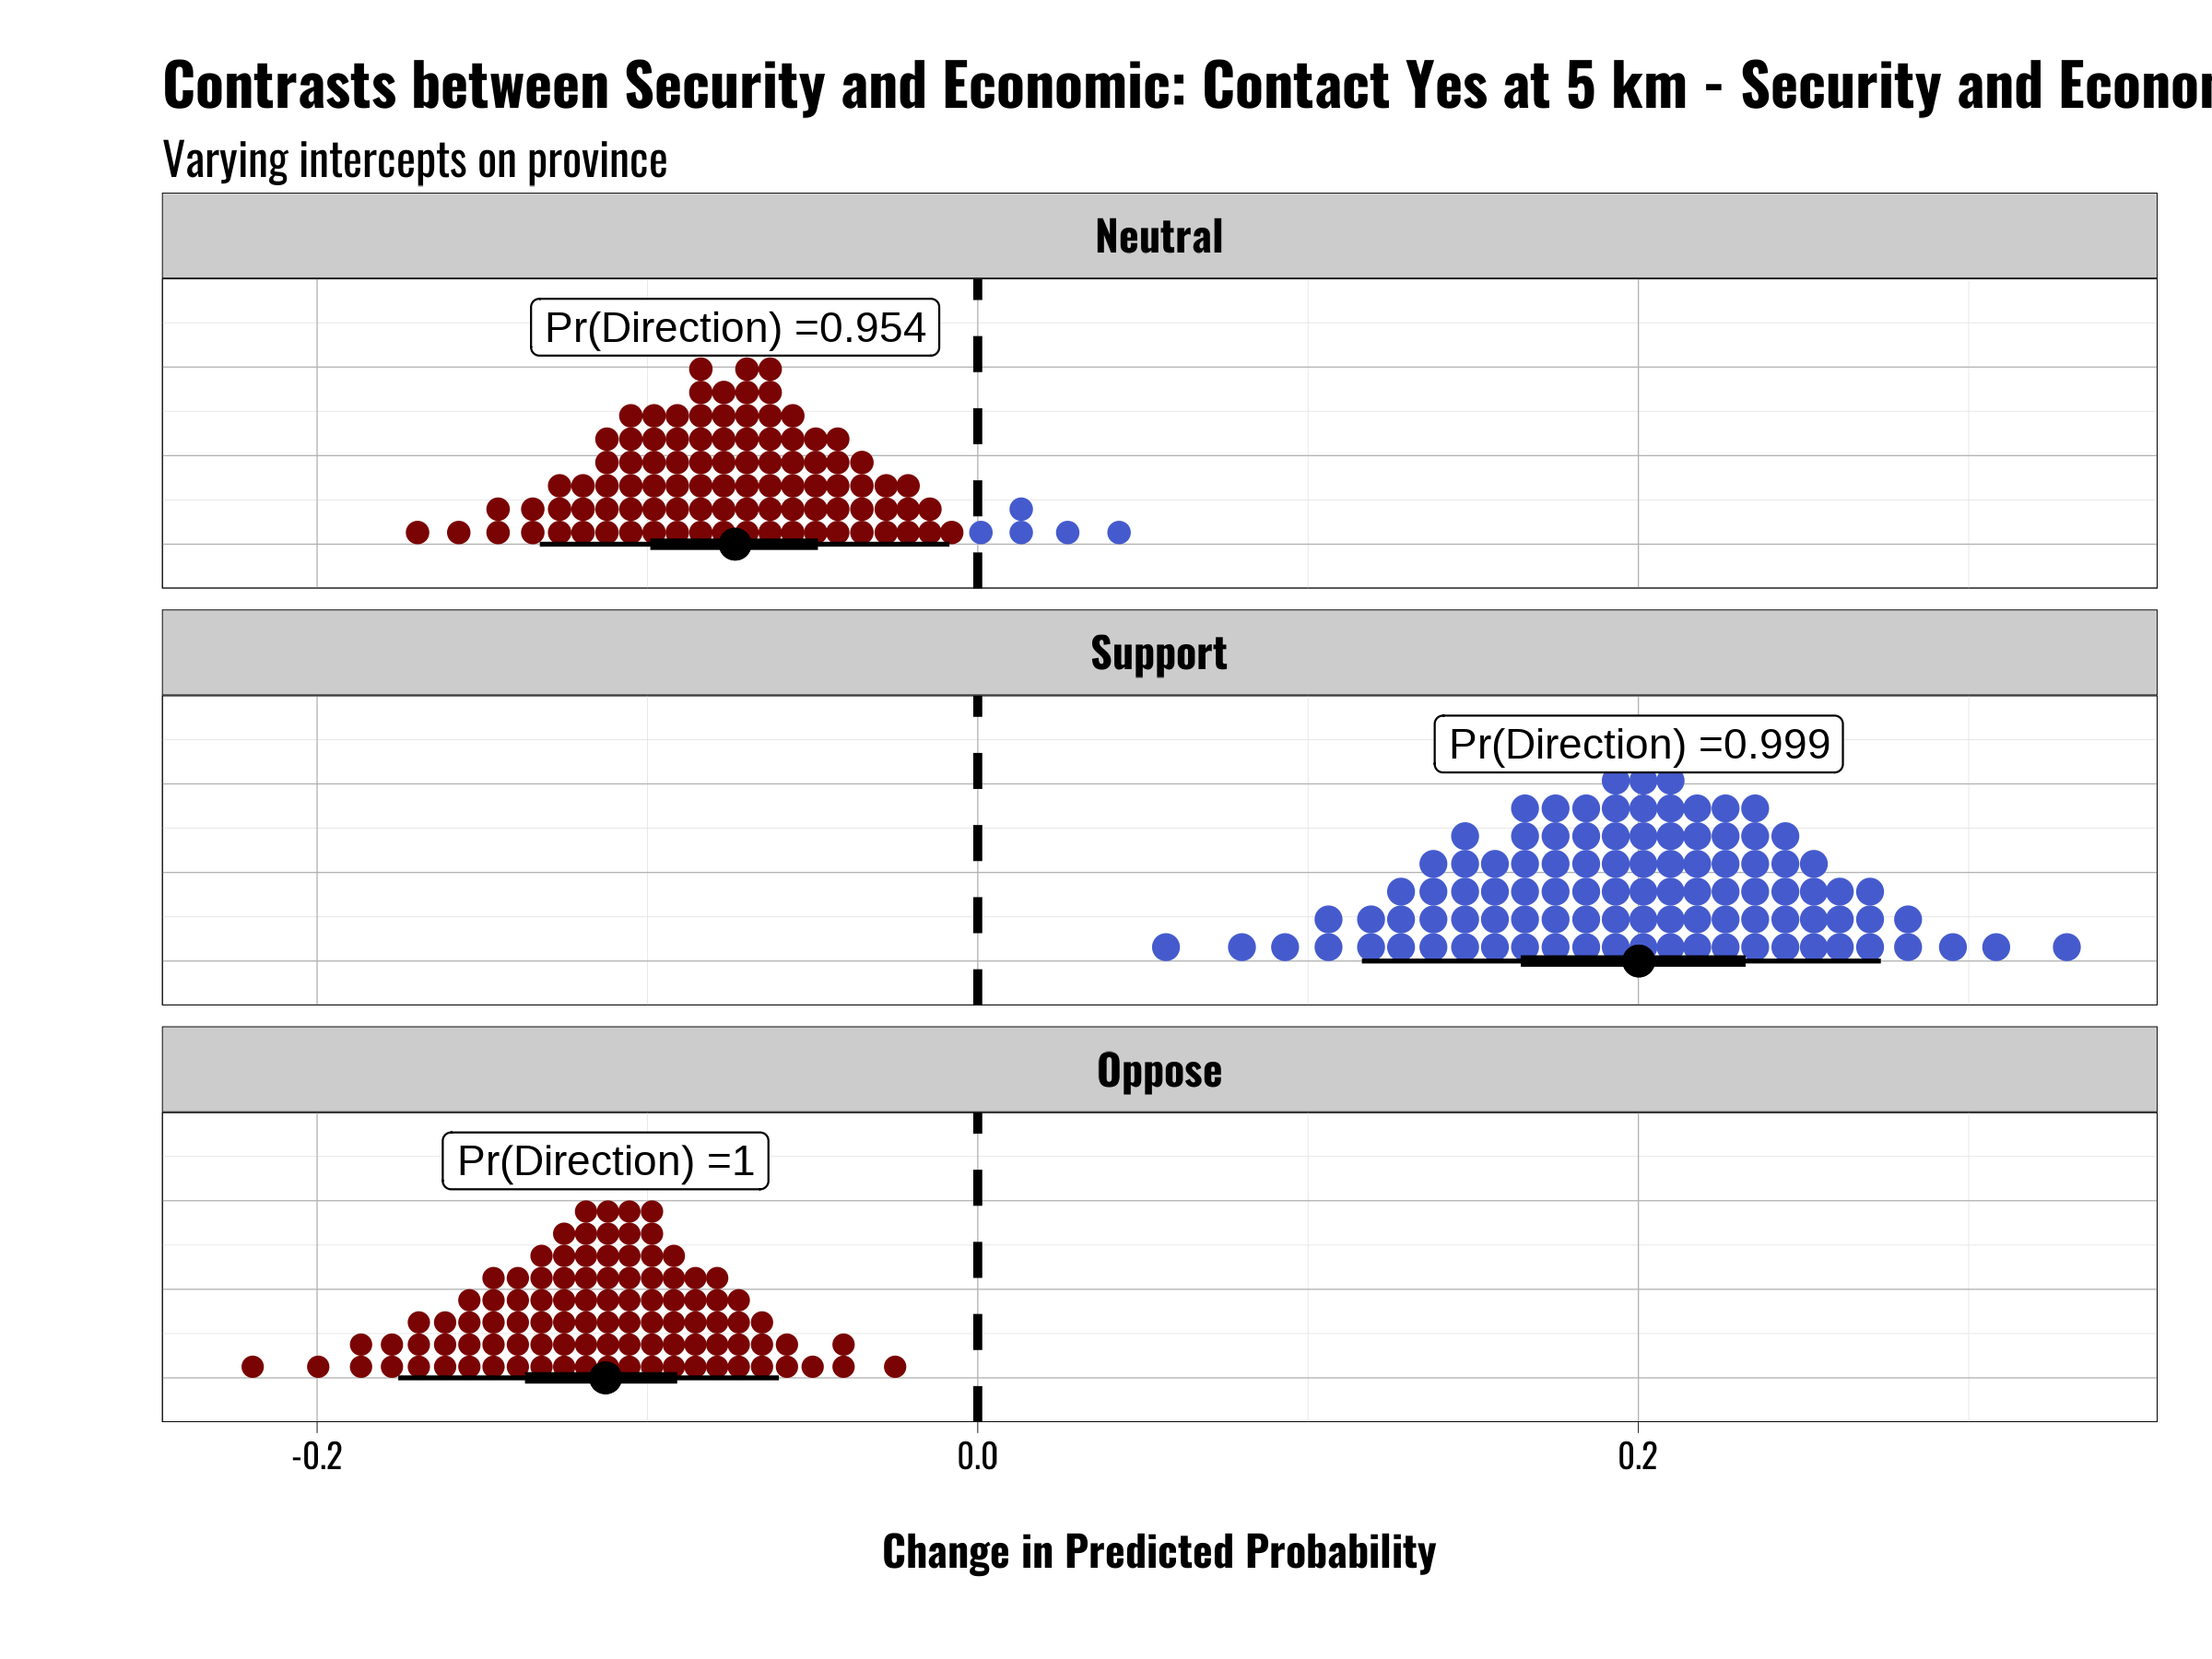 Contrasts between Security and Economic: Contact Yes at 5 km - Security and
Varying intercepts on province
Neutral
Pr(Direction) =0.954
Support
Pr(Direction) =0.999
Oppose
Pr(Direction) =1
-0.2 0.0 0.2
Change in Predicted Probability